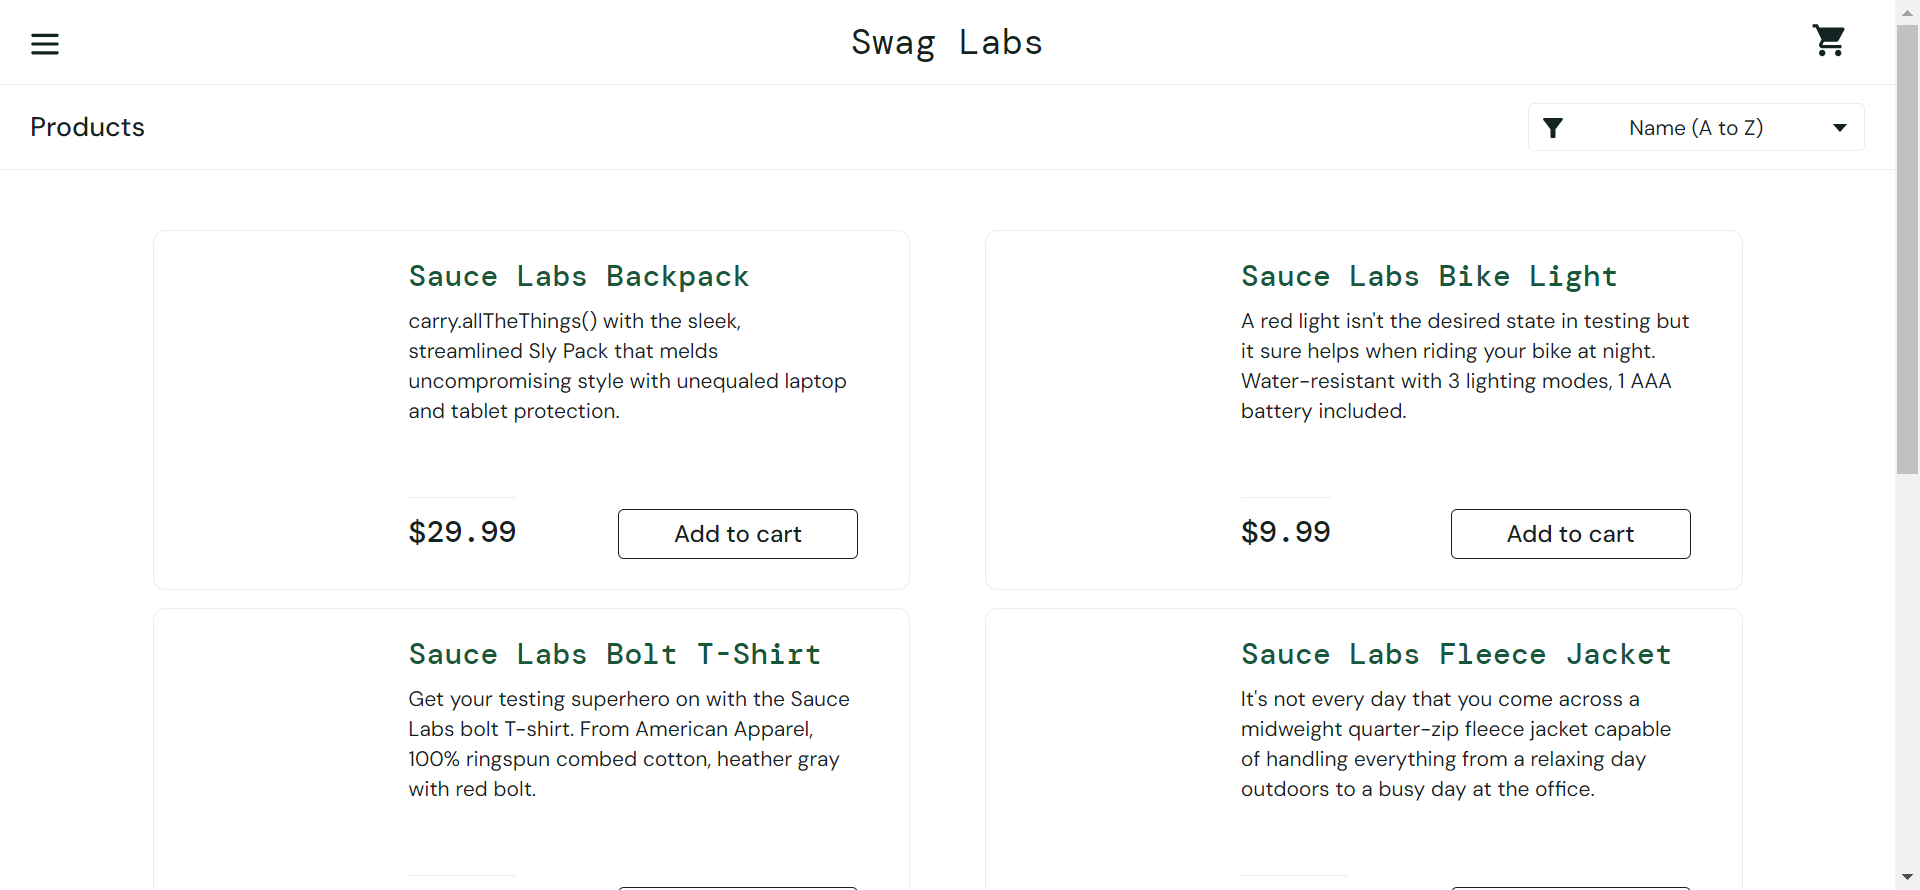 Swag Labs
Products
Name (A to Z)
Sauce Labs Backpack
carry.allTheThings() with the sleek,
streamlined Sly Pack that melds
uncompromising style with unequaled laptop
and tablet protection.
$29.99
Add to cart
Sauce Labs Bike Light
A red light isn't the desired state in testing but
it sure helps when riding your bike at night.
Water-resistant with 3 lighting modes, 1 AAA
battery included.
$9.99
Add to cart
Sauce Labs Bolt T-Shirt
Get your testing superhero on with the Sauce
Labs bolt T-shirt. From American Apparel,
100% ringspun combed cotton, heather gray
with red bolt.
Sauce Labs Fleece Jacket
It's not every day that you come across a
midweight quarter-zip fleece jacket capable
of handling everything from a relaxing day
outdoors to a busy day at the office.